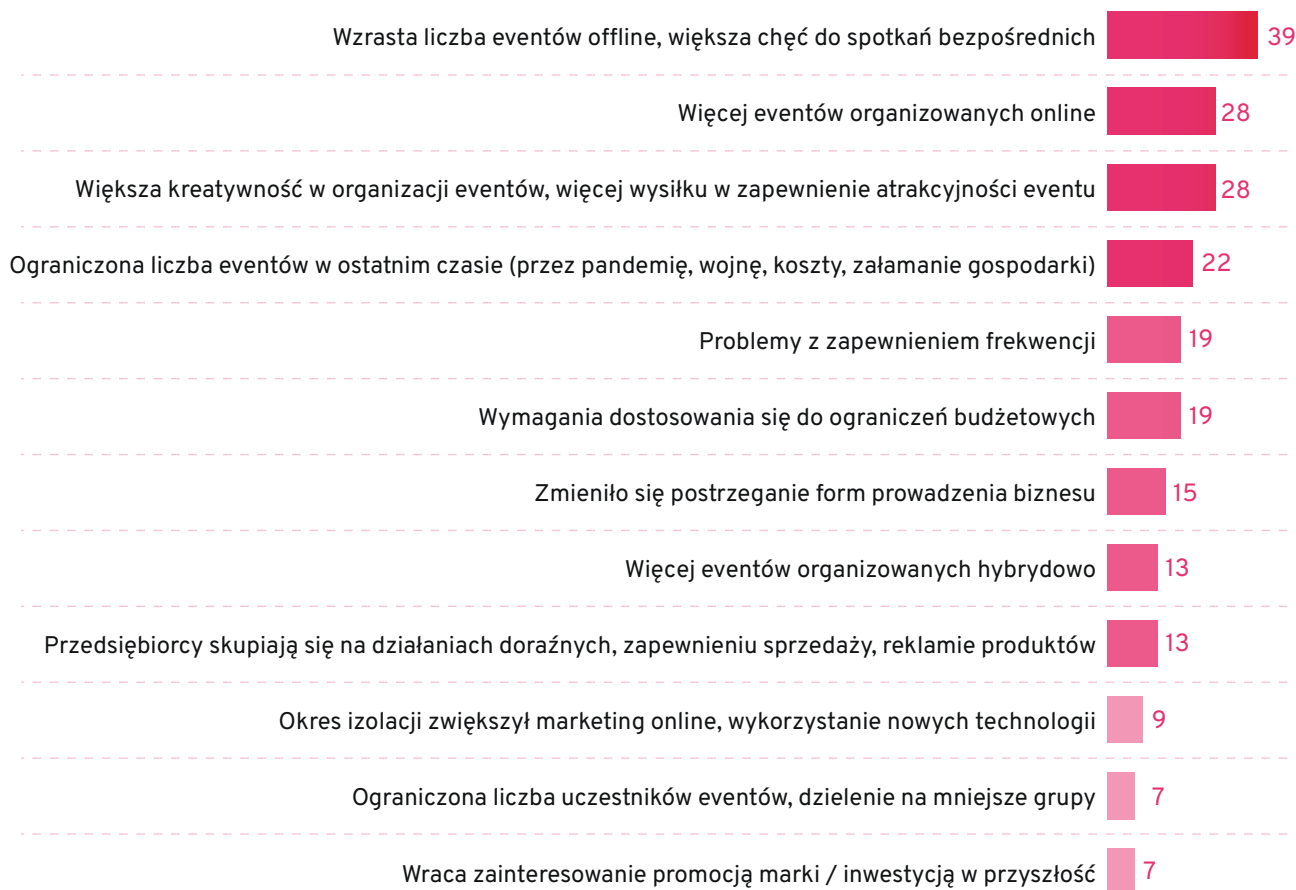 Wzrasta liczba eventów offline, większa chęć do spotkań bezpośrednich 39
Więcej eventów organizowanych online 28
Większa kreatywność w organizacji eventów, więcej wysiłku w zapewnienie atrakcyjności eventu 28
Ograniczona liczba eventów w ostatnim czasie (przez pandemię, wojnę, koszty, załamanie gospodarki) 22
Problemy z zapewnieniem frekwencji 19
Wymagania dostosowania się do ograniczeń budżetowych 19
Zmieniło się postrzeganie form prowadzenia biznesu 15
Więcej eventów organizowanych hybrydowo 13
Przedsiębiorcy skupiają się na działaniach doraźnych, zapewnieniu sprzedaży, reklamie produktów 13
Okres izolacji zwiększył marketing online, wykorzystanie nowych technologii 9
Ograniczona liczba uczestników eventów, dzielenie na mniejsze grupy 7
Wraca zainteresowanie promocją marki / inwestycją w przyszłość 7